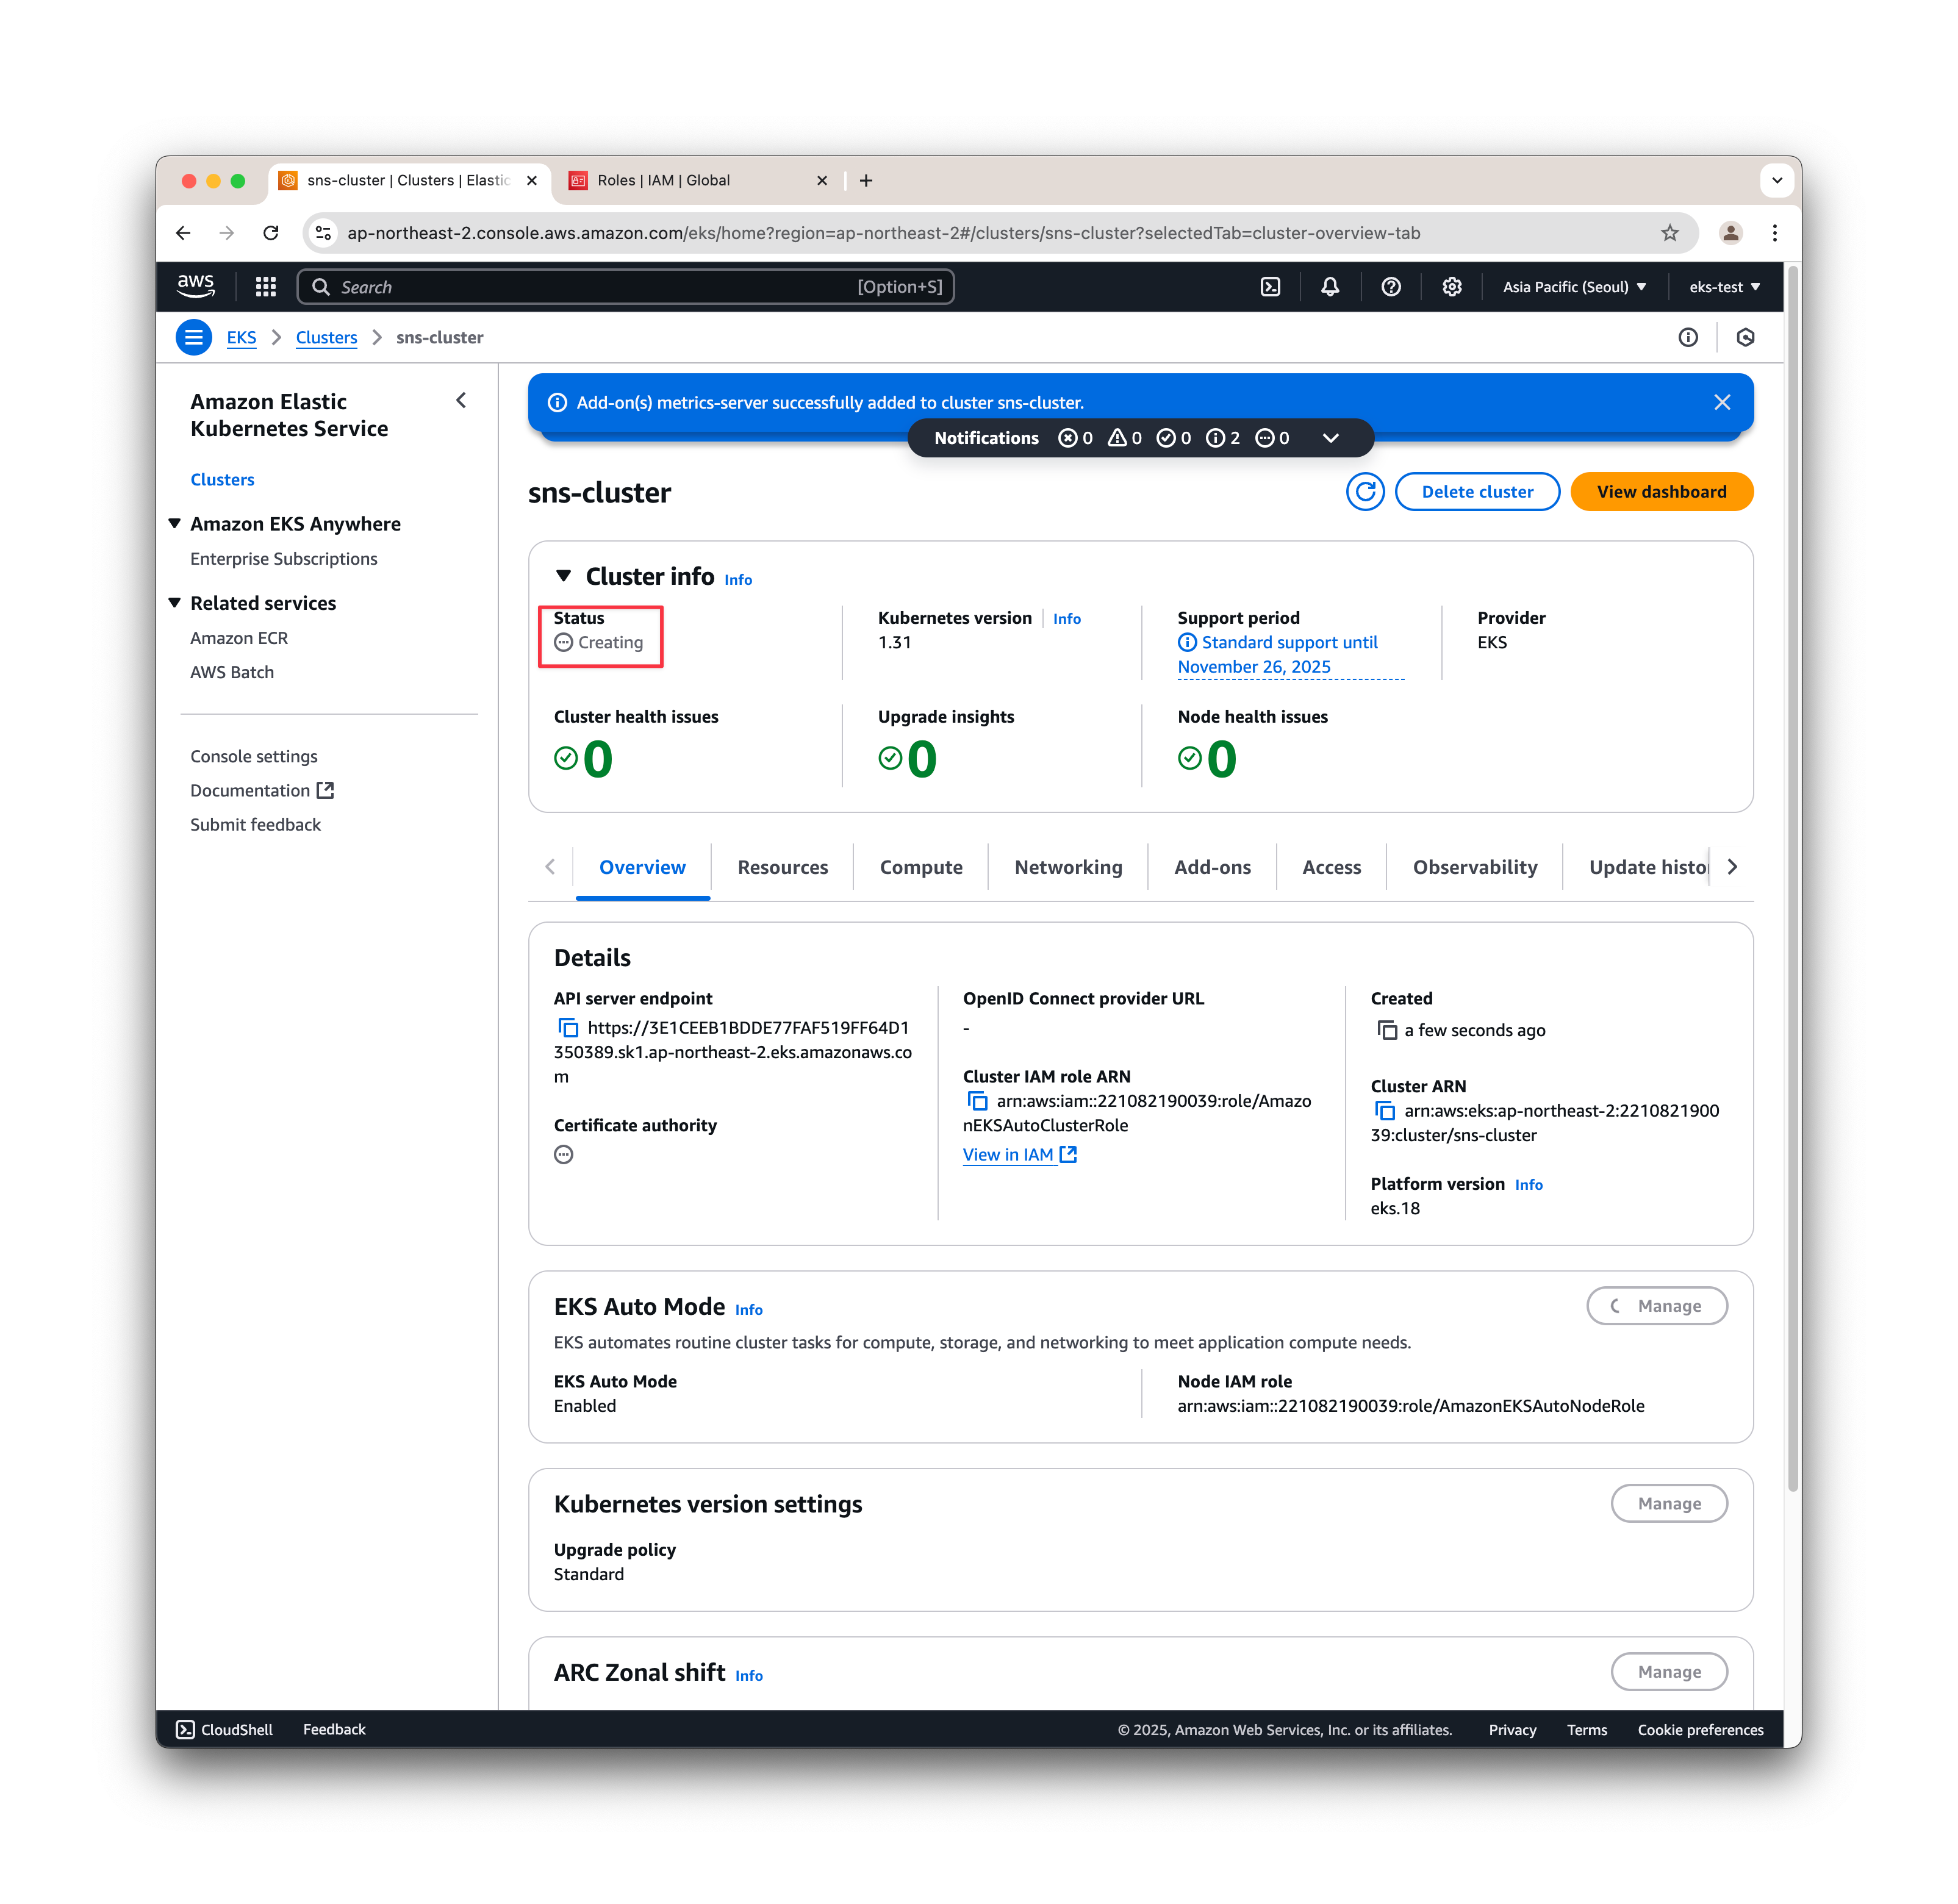 sns-cluster | Clusters | Elastic
Roles | IAM | Global
ap-northeast-2.console.aws.amazon.com/eks/home?region=ap-northeast-2#/clusters/sns-cluster?selectedTab=cluster-overview-tab
aws
Search
[Option+S]
Asia Pacific (Seoul)
eks-test
EKS
Clusters
sns-cluster
Amazon Elastic
Kubernetes Service
Clusters
Amazon EKS Anywhere
Enterprise Subscriptions
Related services
Amazon ECR
AWS Batch
Console settings
Documentation
Submit feedback
Add-on(s) metrics-server successfully added to cluster sns-cluster.
Notifications 0 0 0 2 0
sns-cluster
Delete cluster
View dashboard
Cluster info Info
Status
Creating
Kubernetes version Info
1.31
Support period
Standard support until
November 26, 2025
Provider
EKS
Cluster health issues
0
Upgrade insights
0
Node health issues
0
Overview
Resources
Compute
Networking
Add-ons
Access
Observability
Update histo
Details
API server endpoint
https://3E1CEEB1BDDE77FAF519FF64D1
350389.sk1.ap-northeast-2.eks.amazonaws.co
m
Certificate authority
OpenID Connect provider URL
-
Cluster IAM role ARN
arn:aws:iam::221082190039:role/Amazo
nEKSAutoClusterRole
View in IAM
Created
a few seconds ago
Cluster ARN
arn:aws:eks:ap-northeast-2:2210821900
39:cluster/sns-cluster
Platform version Info
eks.18
EKS Auto Mode Info
Manage
EKS automates routine cluster tasks for compute, storage, and networking to meet application compute needs.
EKS Auto Mode
Enabled
Node IAM role
arn:aws:iam::221082190039:role/AmazonEKSAutoNodeRole
Kubernetes version settings
Manage
Upgrade policy
Standard
ARC Zonal shift Info
Manage
CloudShell
Feedback
© 2025, Amazon Web Services, Inc. or its affiliates.
Privacy
Terms
Cookie preferences